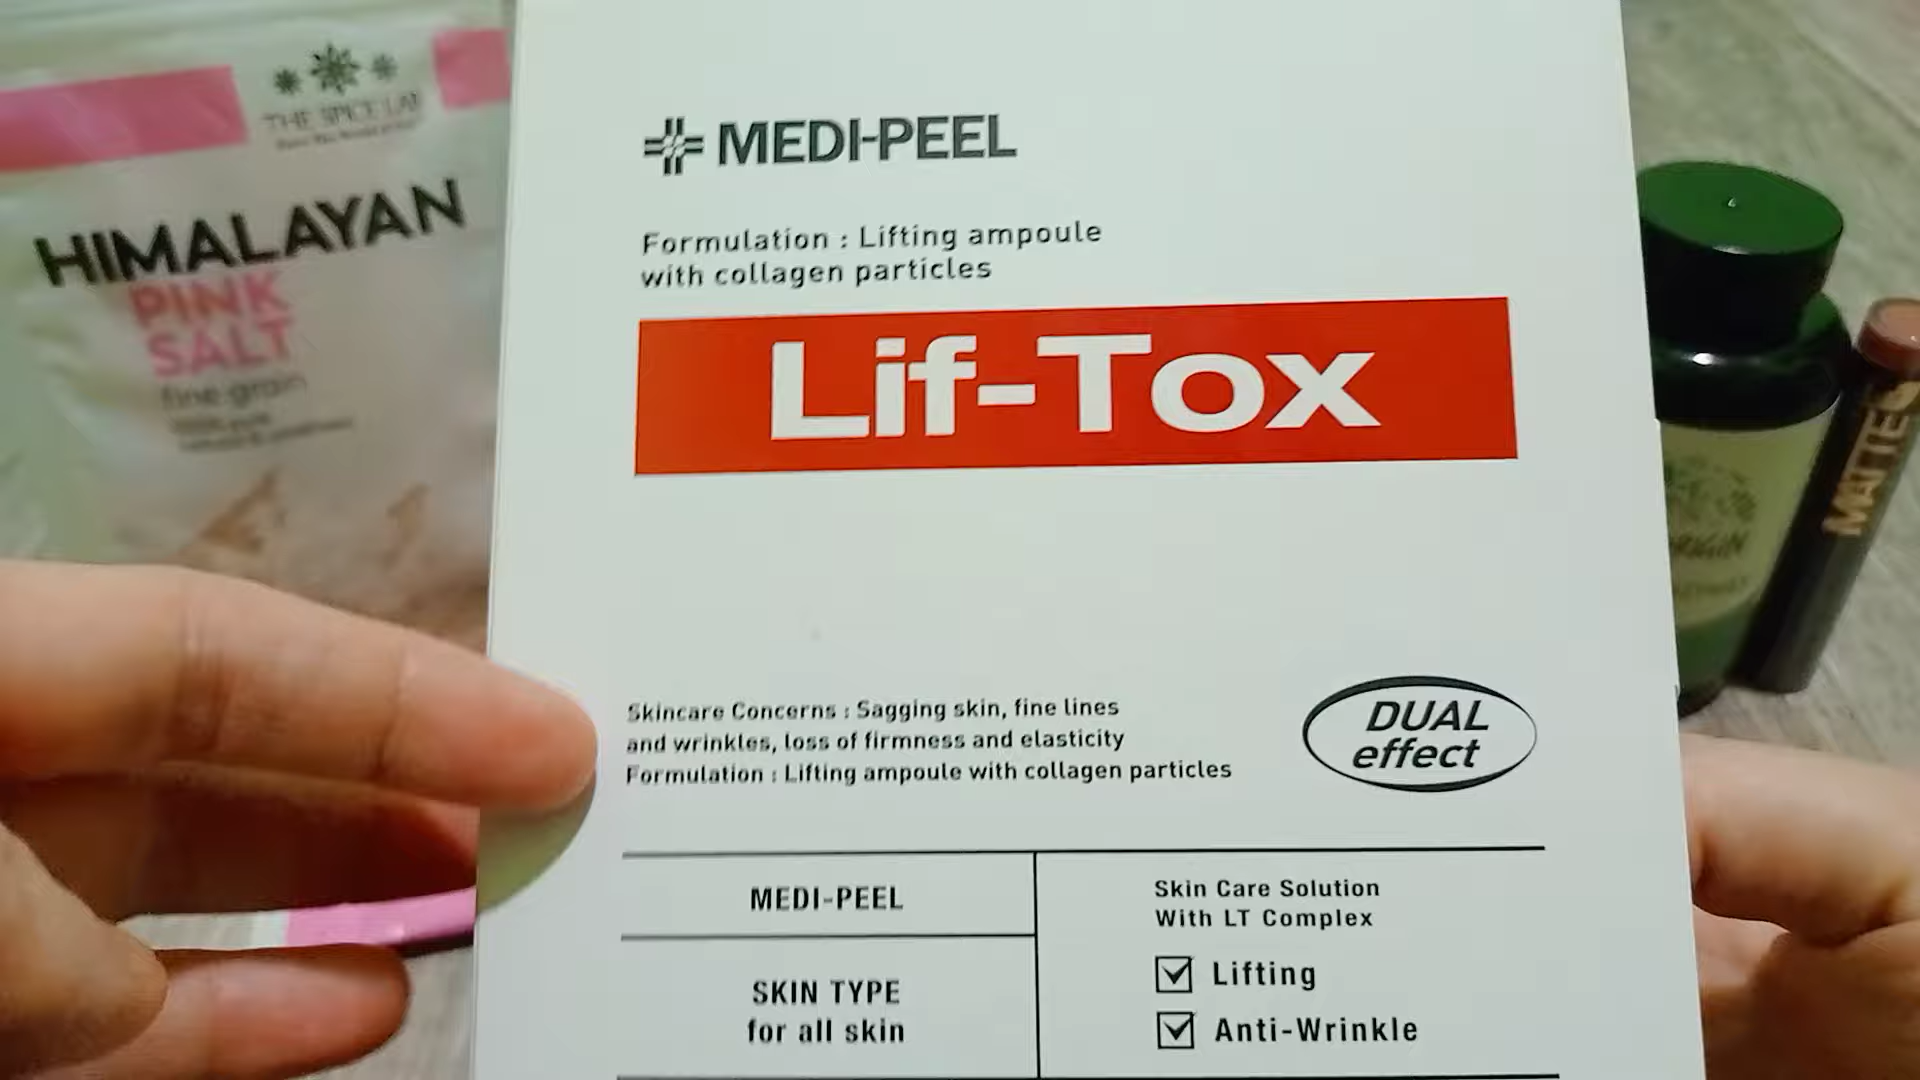 THE SPICE LAB
HIMALAYAN
PINK
SALT
fine grain
MEDI-PEEL
Formulation : Lifting ampoule
with collagen particles
Lif-Tox
Skincare Concerns : Sagging skin, fine lines
and wrinkles, loss of firmness and elasticity
Formulation : Lifting ampoule with collagen particles
DUAL
effect
MEDI-PEEL
SKIN TYPE
for all skin
Skin Care Solution
With LT Complex
Lifting
Anti-Wrinkle
MATTE